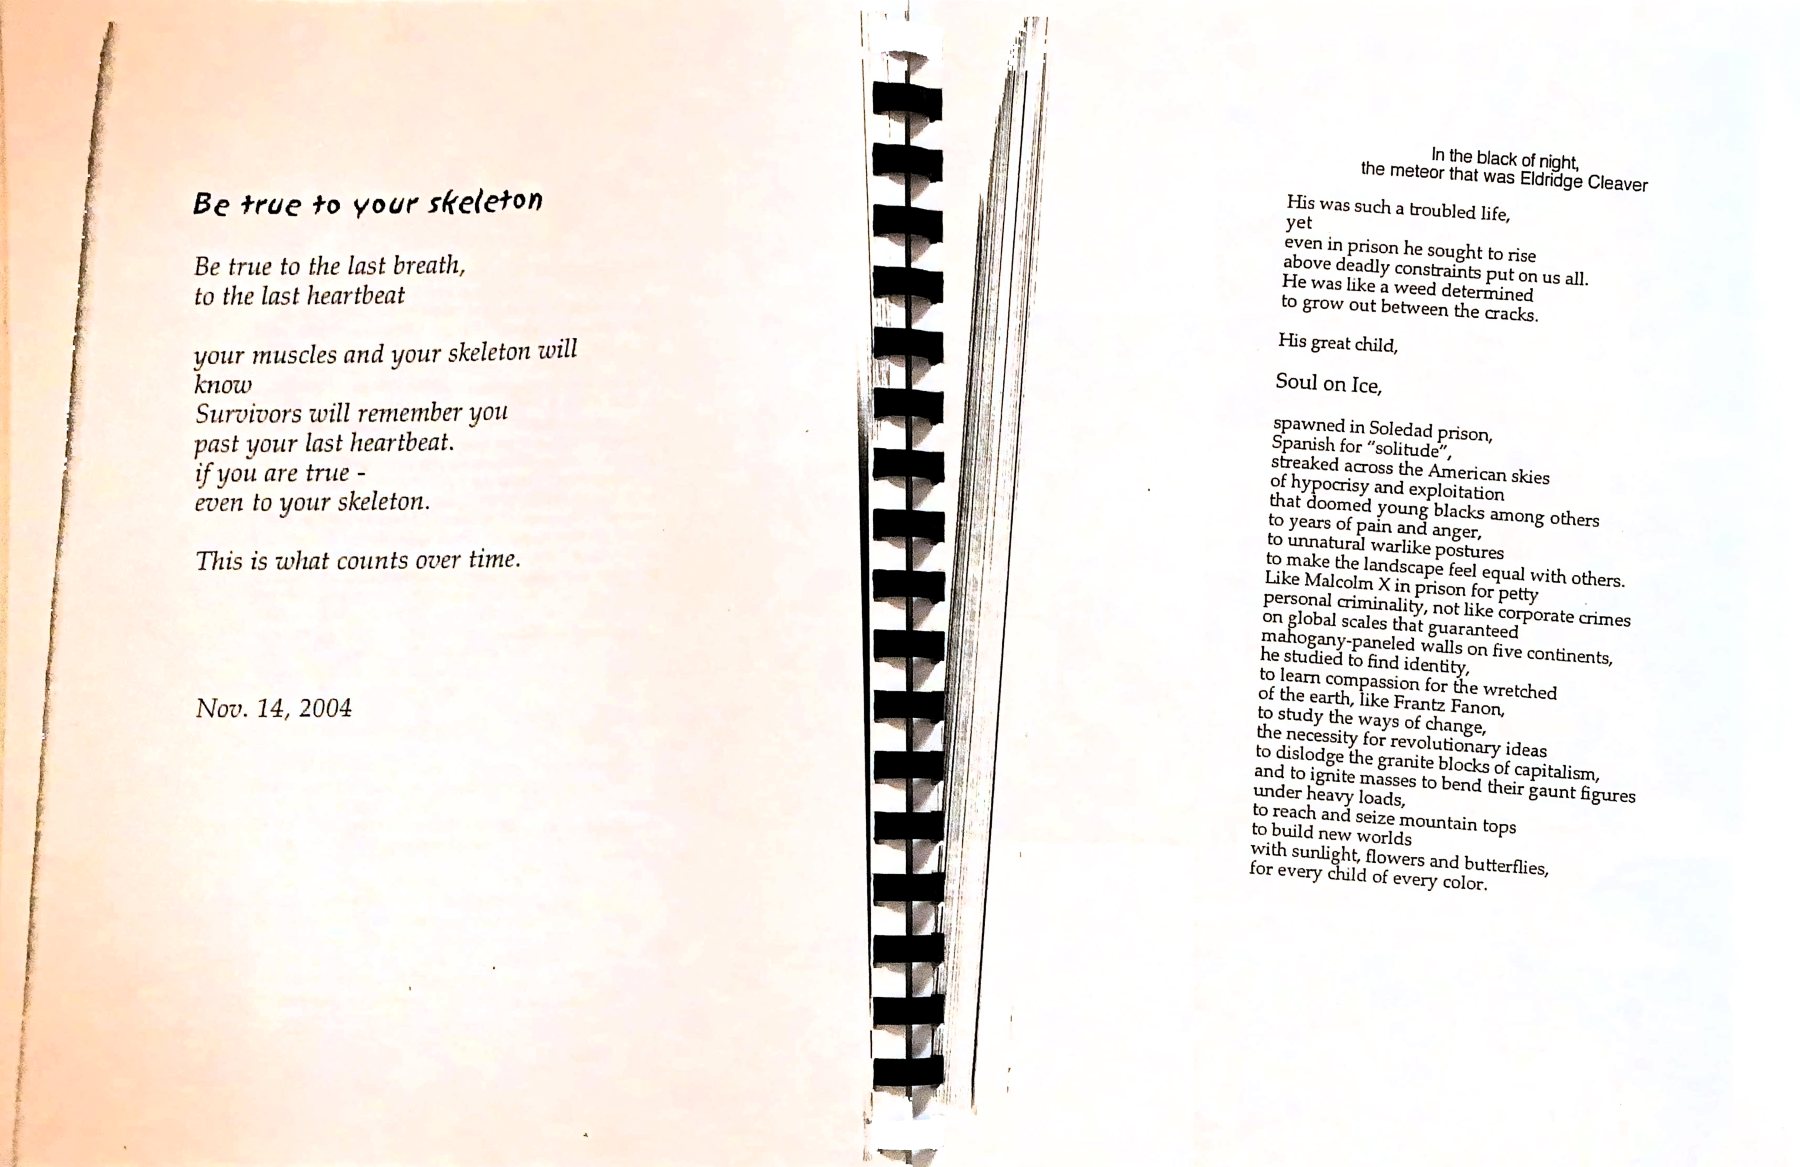 Be true to your skeleton
Be true to the last breath,
to the last heartbeat
your muscles and your skeleton will
know
Survivors will remember you
past your last heartbeat.
if you are true -
even to your skeleton.
This is what counts over time.
Nov. 14, 2004
In the black of night,
the meteor that was Eldridge Cleaver
His was such a troubled life,
yet
even in prison he sought to rise
above deadly constraints put on us all.
He was like a weed determined
to grow out between the cracks.
His great child,
Soul on Ice,
spawned in Soledad prison,
Spanish for “solitude”,
streaked across the American skies
of hypocrisy and exploitation
that doomed young blacks among others
to years of pain and anger,
to unnatural warlike postures
to make the landscape feel equal with others.
Like Malcolm X in prison for petty
personal criminality, not like corporate crimes
on global scales that guaranteed
mahogany-paneled walls on five continents,
he studied to find identity,
to learn compassion for the wretched
of the earth, like Frantz Fanon,
to study the ways of change,
the necessity for revolutionary ideas
to dislodge the granite blocks of capitalism,
and to ignite masses to bend their gaunt figures
under heavy loads,
to reach and seize mountain tops
to build new worlds
with sunlight, flowers and butterflies,
for every child of every color.